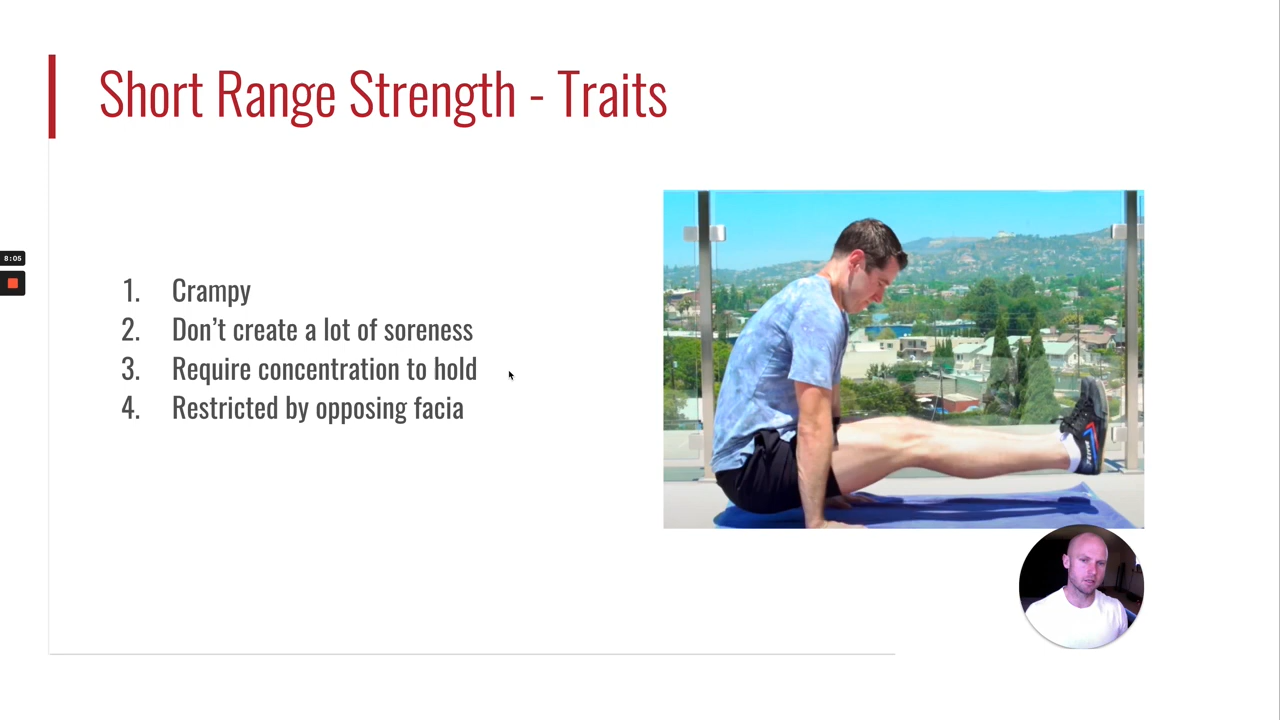 Short Range Strength - Traits
8:05
1. Crampy
2. Don't create a lot of soreness
3. Require concentration to hold
4. Restricted by opposing facia